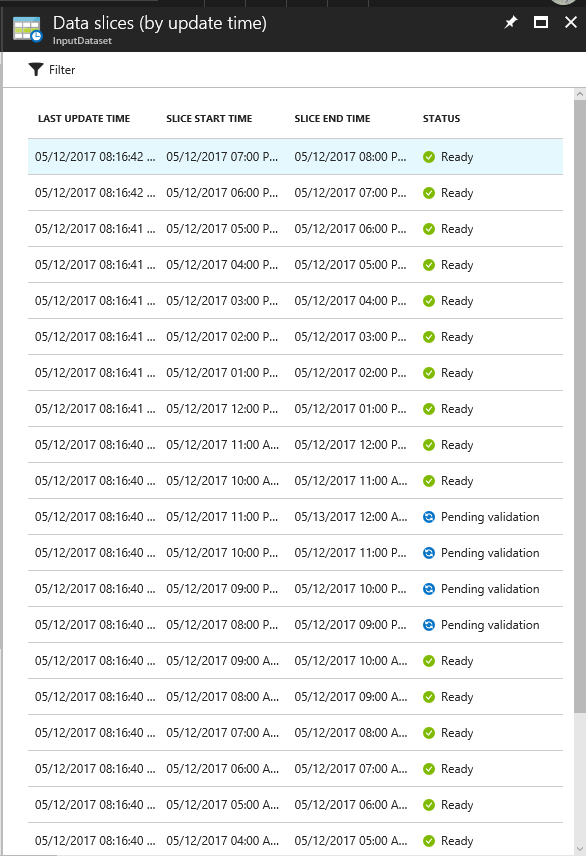 Data slices (by update time)
InputDataset
Filter
LAST UPDATE TIME SLICE START TIME SLICE END TIME STATUS
05/12/2017 08:16:42 ... 05/12/2017 07:00 P... 05/12/2017 08:00 P... Ready
05/12/2017 08:16:42 ... 05/12/2017 06:00 P... 05/12/2017 07:00 P... Ready
05/12/2017 08:16:41 ... 05/12/2017 05:00 P... 05/12/2017 06:00 P... Ready
05/12/2017 08:16:41 ... 05/12/2017 04:00 P... 05/12/2017 05:00 P... Ready
05/12/2017 08:16:41 ... 05/12/2017 03:00 P... 05/12/2017 04:00 P... Ready
05/12/2017 08:16:41 ... 05/12/2017 02:00 P... 05/12/2017 03:00 P... Ready
05/12/2017 08:16:41 ... 05/12/2017 01:00 P... 05/12/2017 02:00 P... Ready
05/12/2017 08:16:41 ... 05/12/2017 12:00 P... 05/12/2017 01:00 P... Ready
05/12/2017 08:16:40 ... 05/12/2017 11:00 A... 05/12/2017 12:00 P... Ready
05/12/2017 08:16:40 ... 05/12/2017 10:00 A... 05/12/2017 11:00 A... Ready
05/12/2017 08:16:40 ... 05/12/2017 11:00 P... 05/13/2017 12:00 A... Pending validation
05/12/2017 08:16:40 ... 05/12/2017 10:00 P... 05/12/2017 11:00 P... Pending validation
05/12/2017 08:16:40 ... 05/12/2017 09:00 P... 05/12/2017 10:00 P... Pending validation
05/12/2017 08:16:40 ... 05/12/2017 08:00 P... 05/12/2017 09:00 P... Pending validation
05/12/2017 08:16:40 ... 05/12/2017 09:00 A... 05/12/2017 10:00 A... Ready
05/12/2017 08:16:40 ... 05/12/2017 08:00 A... 05/12/2017 09:00 A... Ready
05/12/2017 08:16:40 ... 05/12/2017 07:00 A... 05/12/2017 08:00 A... Ready
05/12/2017 08:16:40 ... 05/12/2017 06:00 A... 05/12/2017 07:00 A... Ready
05/12/2017 08:16:40 ... 05/12/2017 05:00 A... 05/12/2017 06:00 A... Ready
05/12/2017 08:16:40 ... 05/12/2017 04:00 A... 05/12/2017 05:00 A... Ready